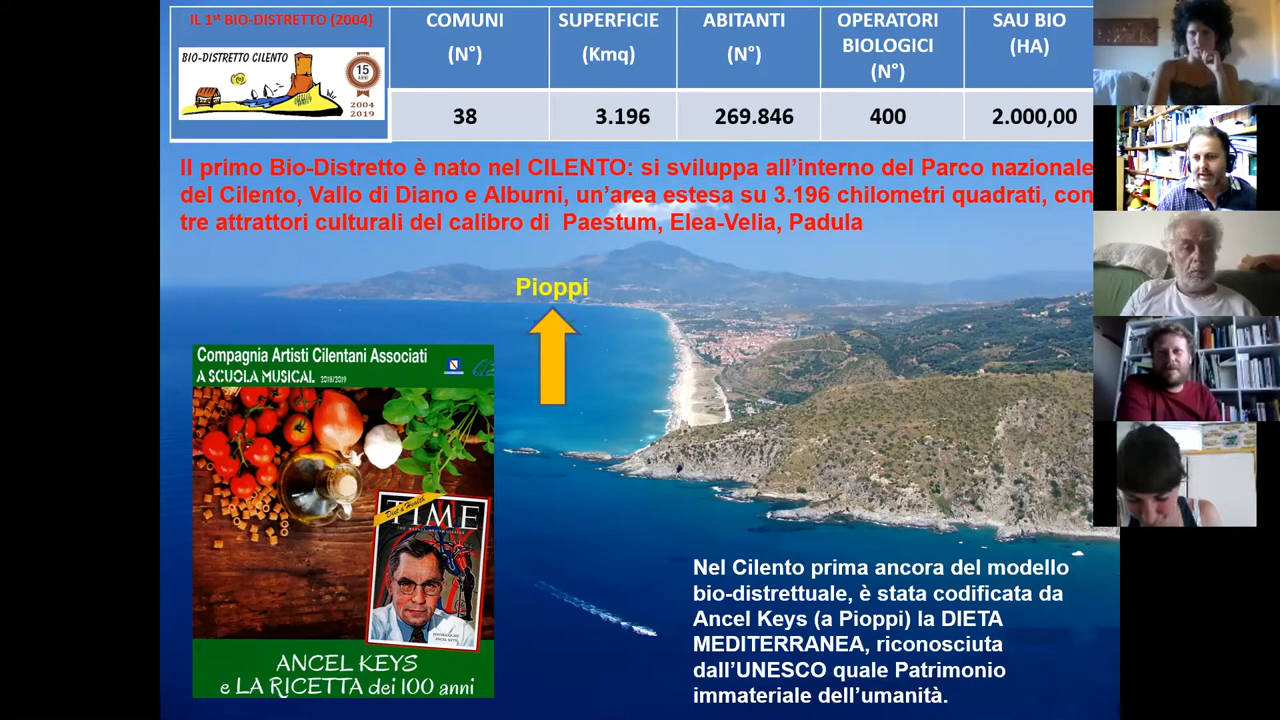 IL 1st BIO-DISTRETTO (2004)
BIO-DISTRETTO CILENTO
15
ANNI
2004
2019
COMUNI
(N°)
SUPERFICIE
(Kmq)
ABITANTI
(N°)
OPERATORI
BIOLOGICI
(N°)
SAU BIO
(HA)
38
3.196
269.846
400
2.000,00
Il primo Bio-Distretto è nato nel CILENTO: si sviluppa all’interno del Parco nazionale
del Cilento, Vallo di Diano e Alburni, un’area estesa su 3.196 chilometri quadrati, con
tre attrattori culturali del calibro di Paestum, Elea-Velia, Padula
Pioppi
Compagnia Artisti Cilentani Associati
A SCUOLA MUSICAL 2018/2019
Diet & Health
TIME
ANCEL KEYS
ANCEL KEYS
e LA RICETTA dei 100 anni
Nel Cilento prima ancora del modello
bio-distrettuale, è stata codificata da
Ancel Keys (a Pioppi) la DIETA
MEDITERRANEA, riconosciuta
dall’UNESCO quale Patrimonio
immateriale dell’umanità.